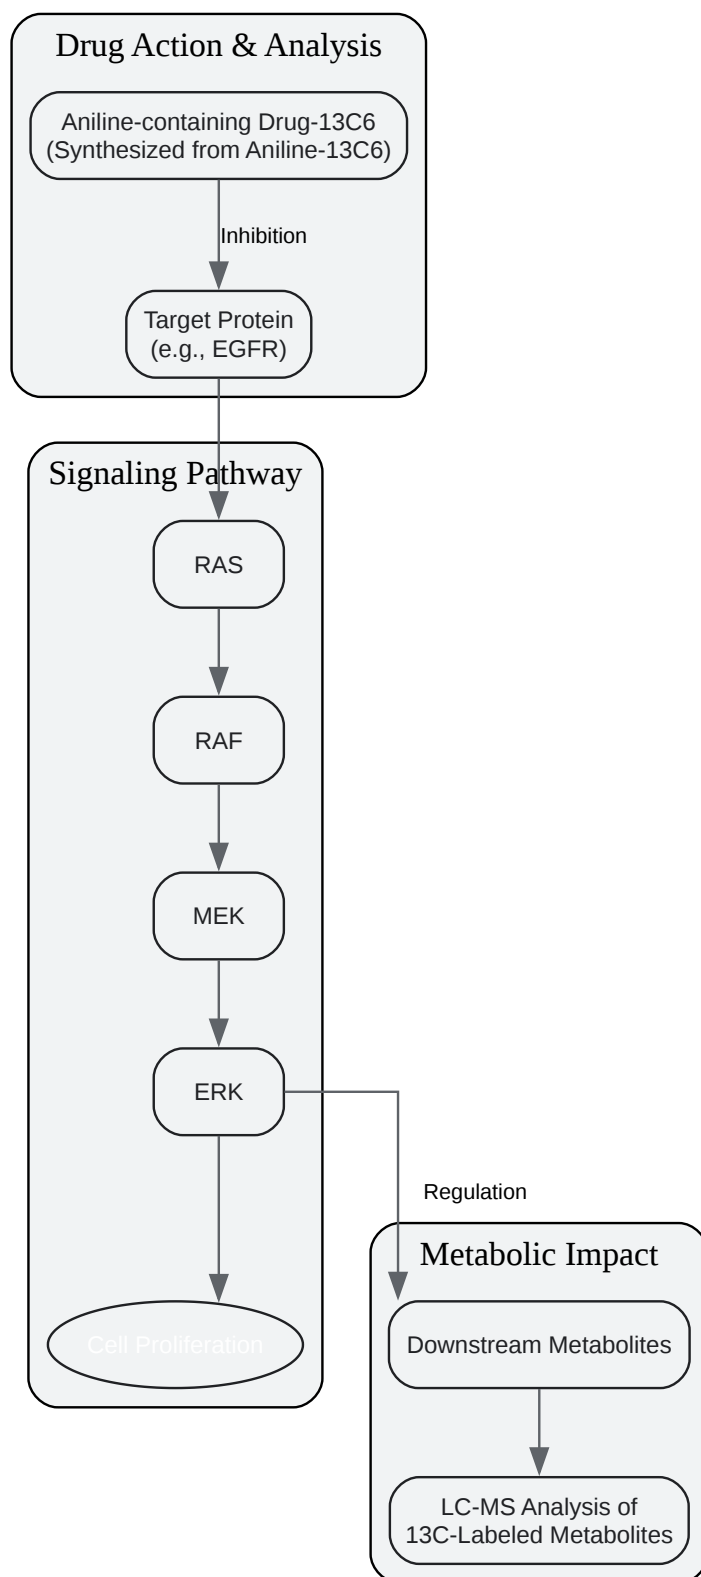 Drug Action & Analysis
Aniline-containing Drug-13C6
(Synthesized from Aniline-13C6)
Inhibition
Target Protein
(e.g., EGFR)
Signaling Pathway
RAS
RAF
MEK
ERK
Regulation
Metabolic Impact
Cell Proliferation
Downstream Metabolites
LC-MS Analysis of
13C-Labeled Metabolites